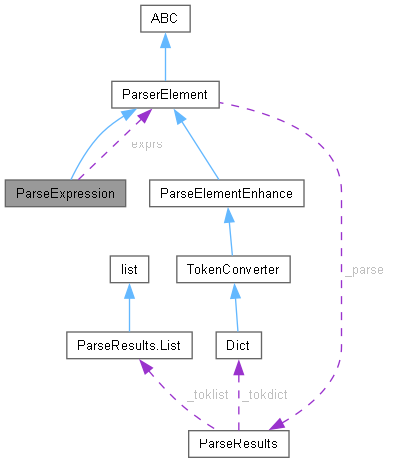 ABC
ParserElement
exprs
ParseExpression
ParseElementEnhance
list
TokenConverter
_parse
ParseResults.List
Dict
_toklist
_tokdict
ParseResults